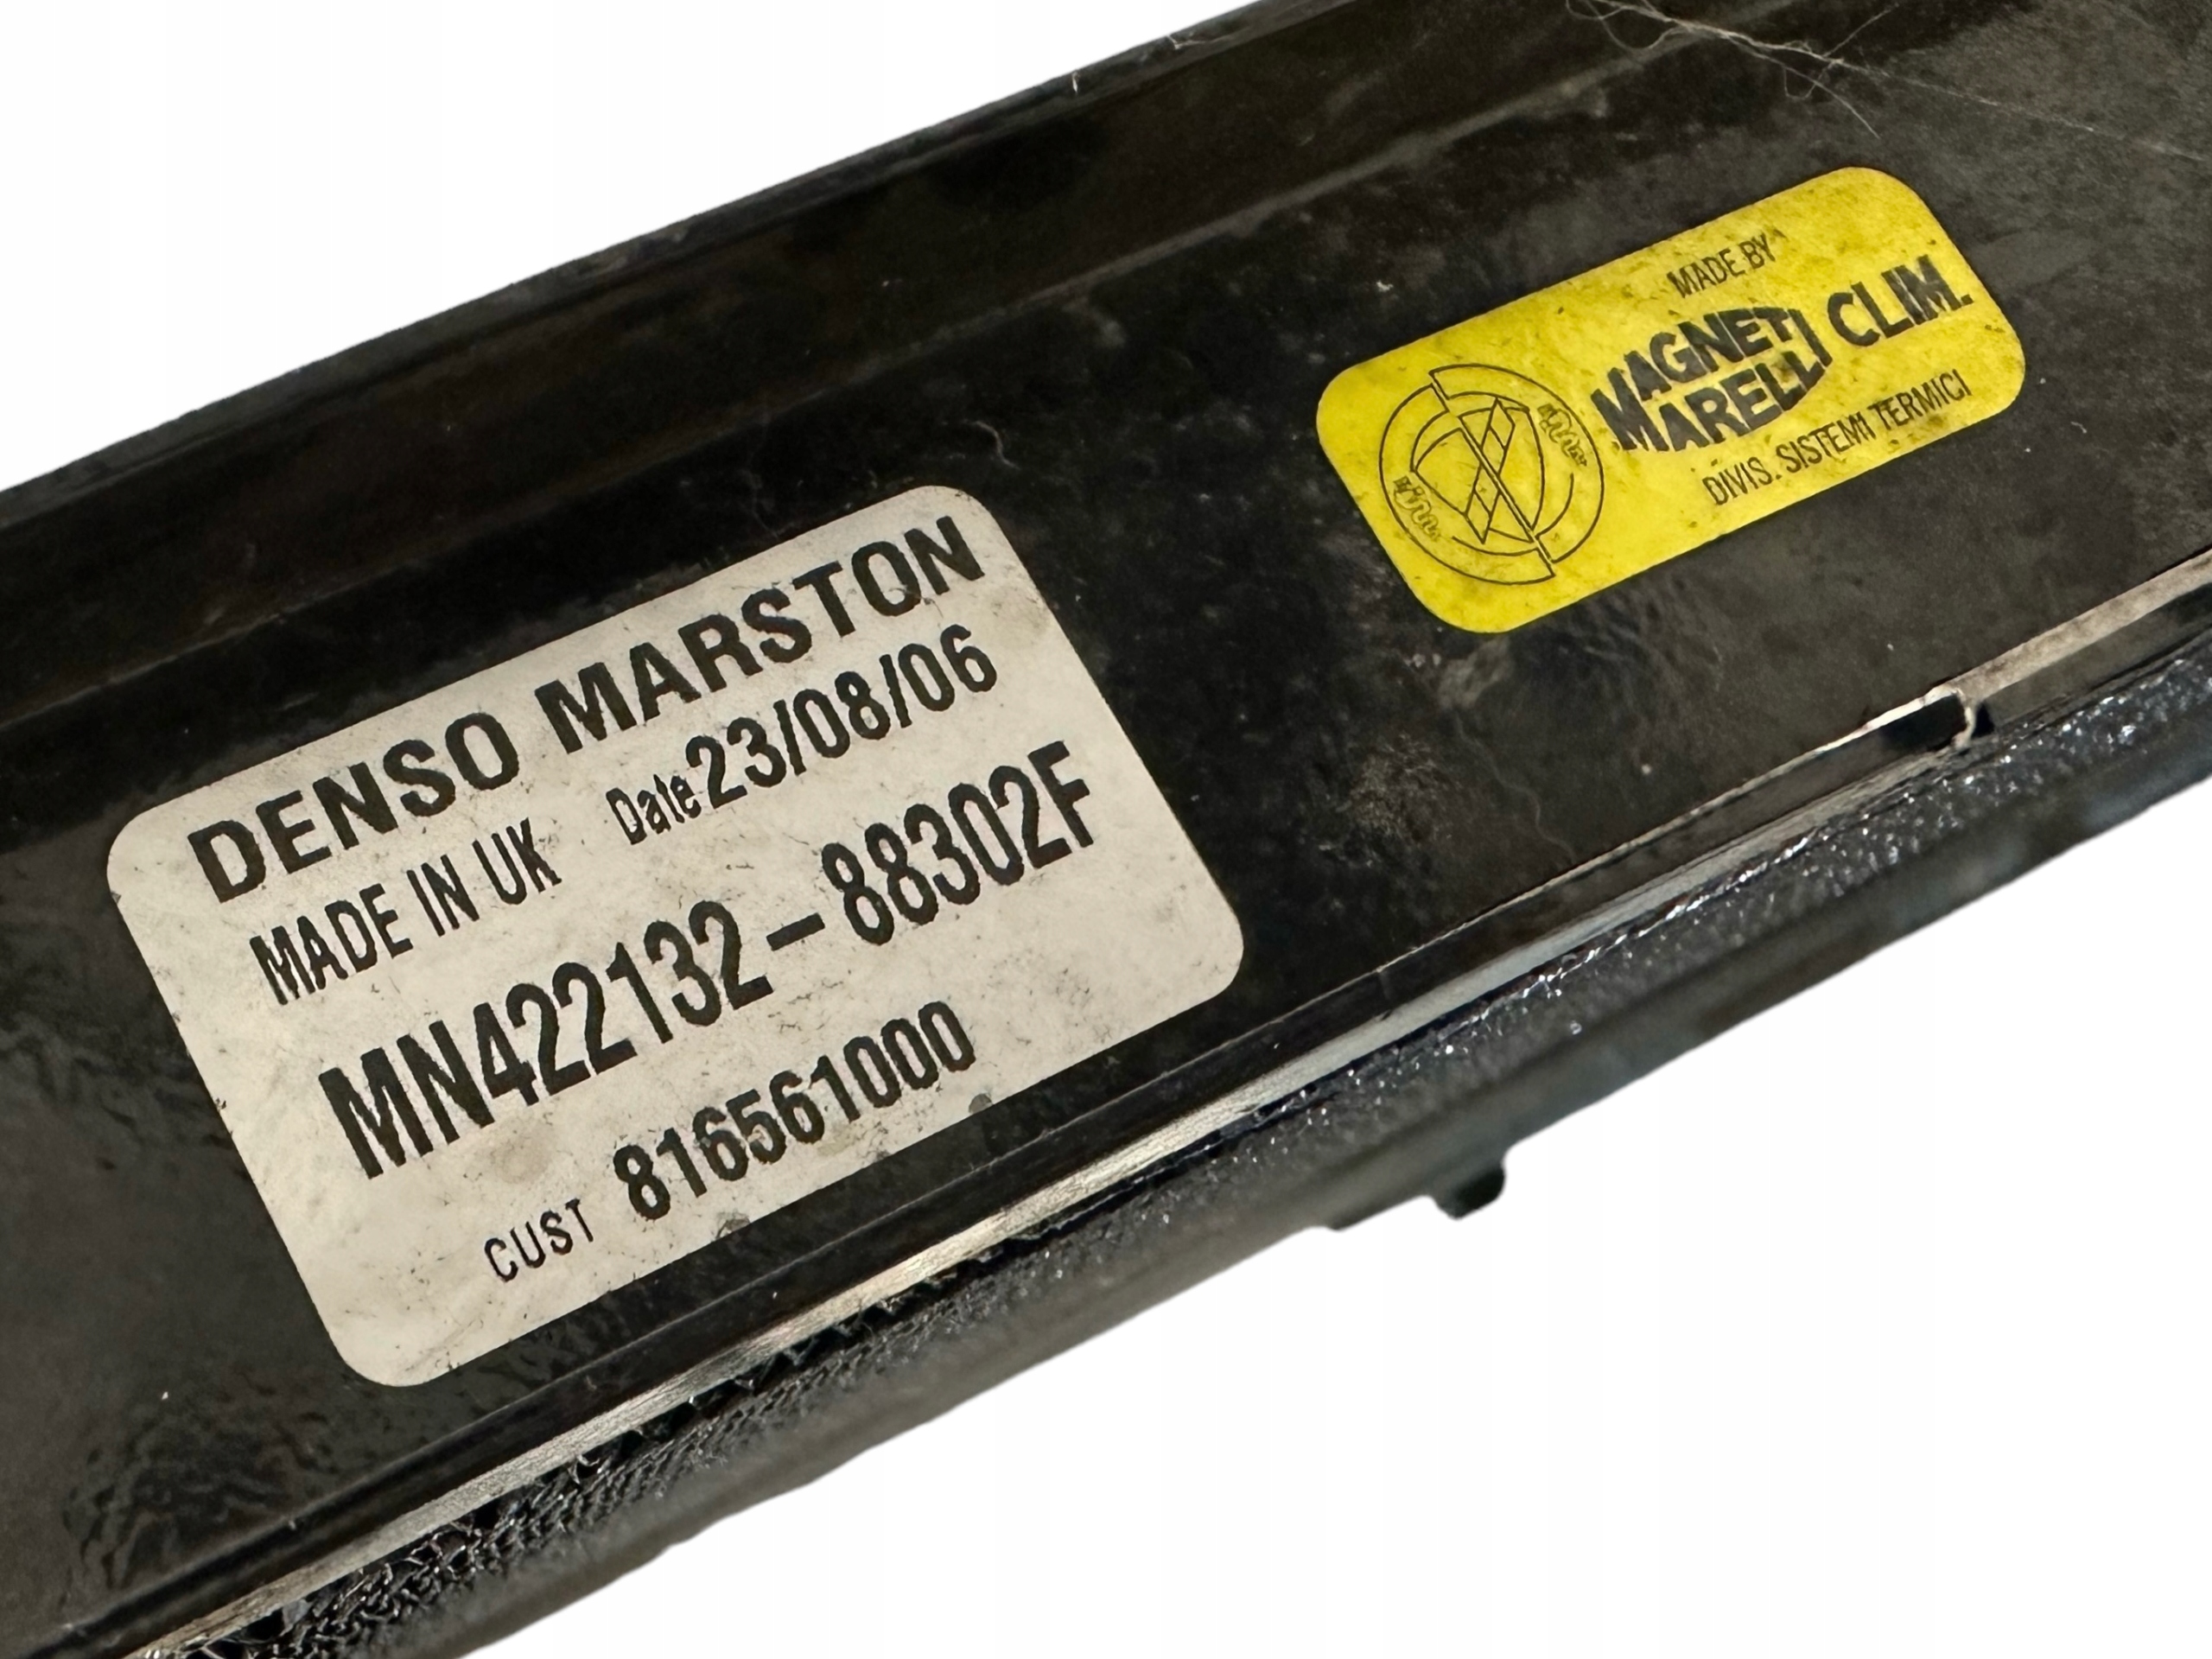 DENSO MARSTON
MADE IN UK Date 23/08/06
MN422132-88302F
CUST 816561000
MADE BY
MAGNETI MARELLI CLIM.
DIVIS. SISTEMI TERMICI